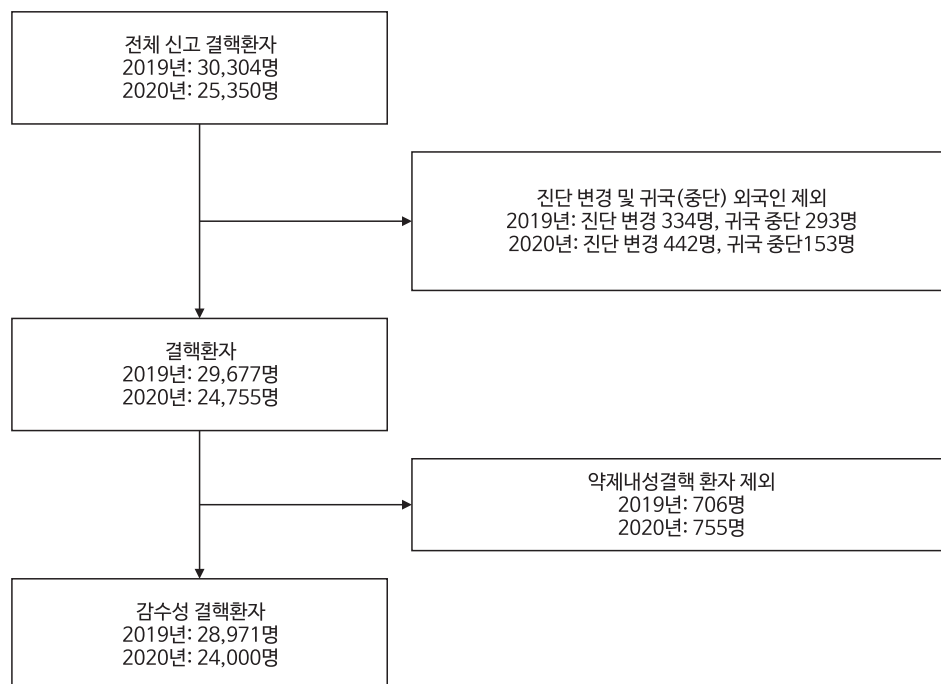 전체 신고 결핵환자
2019년: 30,304명
2020년: 25,350명
진단 변경 및 귀국(중단) 외국인 제외
2019년: 진단 변경 334명, 귀국 중단 293명
2020년: 진단 변경 442명, 귀국 중단153명
결핵환자
2019년: 29,677명
2020년: 24,755명
약제내성결핵 환자 제외
2019년: 706명
2020년: 755명
감수성 결핵환자
2019년: 28,971명
2020년: 24,000명